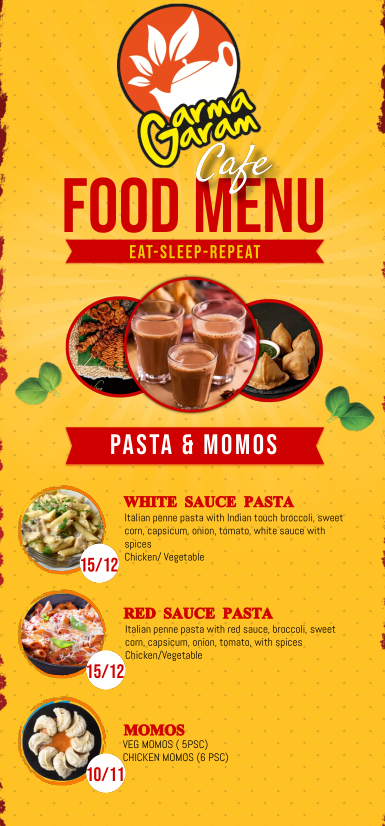 Garma
Garam
Cafe
FOOD MENU
EAT-SLEEP-REPEAT
PASTA & MOMOS
WHITE SAUCE PASTA
Italian penne pasta with Indian touch broccoli, sweet
corn, capsicum, onion, tomato, white sauce with
spices
Chicken/ Vegetable
15/12
RED SAUCE PASTA
Italian penne pasta with red sauce, broccoli, sweet
corn, capsicum, onion, tomato, with spices
Chicken/Vegetable
15/12
MOMOS
VEG MOMOS ( 5PSC)
CHICKEN MOMOS (6 PSC)
10/11